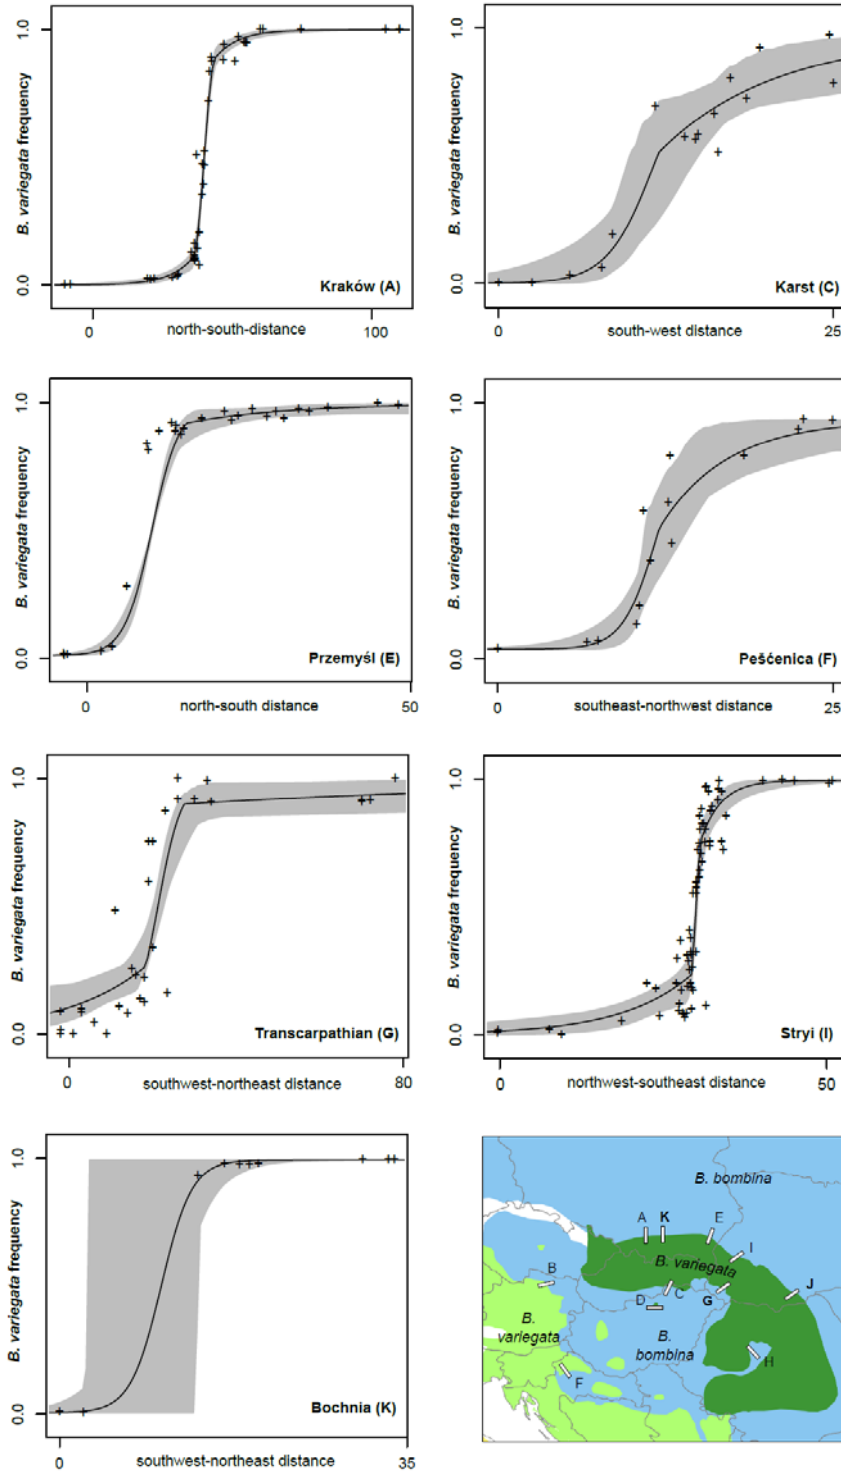 B. variegata frequency
1.0
0.0
Kraków (A)
0
100
north-south-distance
B. variegata frequency
1.0
0.0
Karst (C)
0
25
south-west distance
B. variegata frequency
1.0
0.0
Przemyśl (E)
0
50
north-south distance
B. variegata frequency
1.0
0.0
Pešćenica (F)
0
25
southeast-northwest distance
B. variegata frequency
1.0
0.0
Transcarpathian (G)
0
80
southwest-northeast distance
B. variegata frequency
1.0
0.0
Stryi (I)
0
50
northwest-southeast distance
B. variegata frequency
1.0
0.0
Bochnia (K)
0
35
southwest-northeast distance
B. bombina
A K E
I
B. variegata
B
C
G
J
D
B.
variegata
B.
bombina
H
F